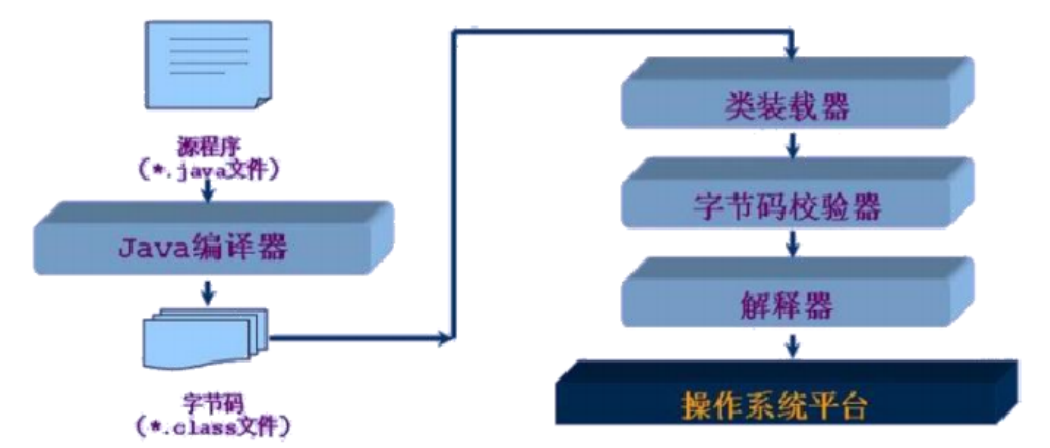 源程序
(*.java文件)
Java编译器
字节码
(*.class文件)
类装载器
字节码校验器
解释器
操作系统平台